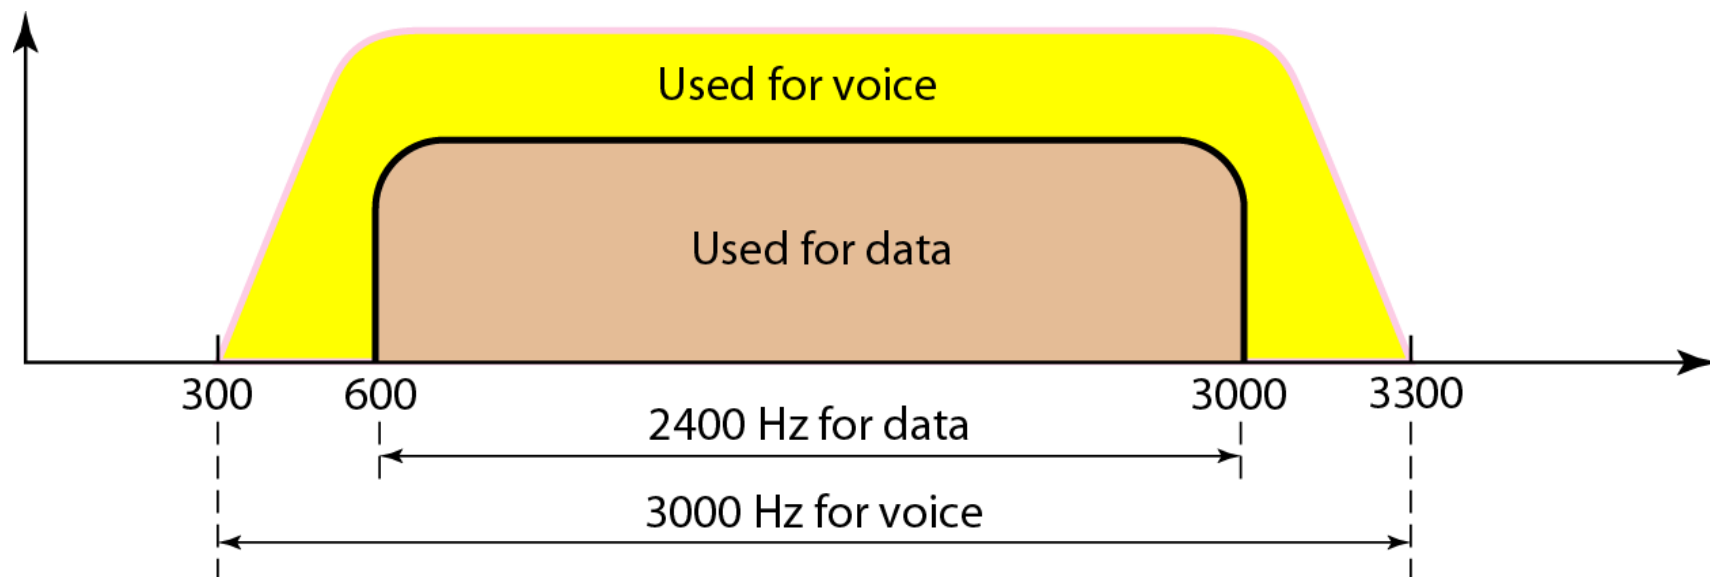 Used for voice
Used for data
300 600 3000 3300
2400 Hz for data
3000 Hz for voice